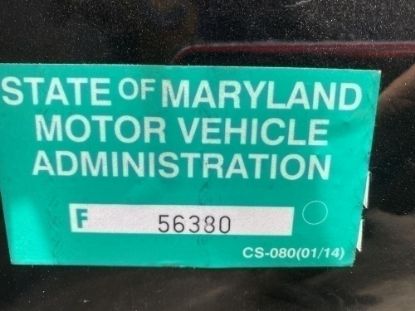 STATE OF MARYLAND
MOTOR VEHICLE
ADMINISTRATION
F 56380
CS-080(01/14)